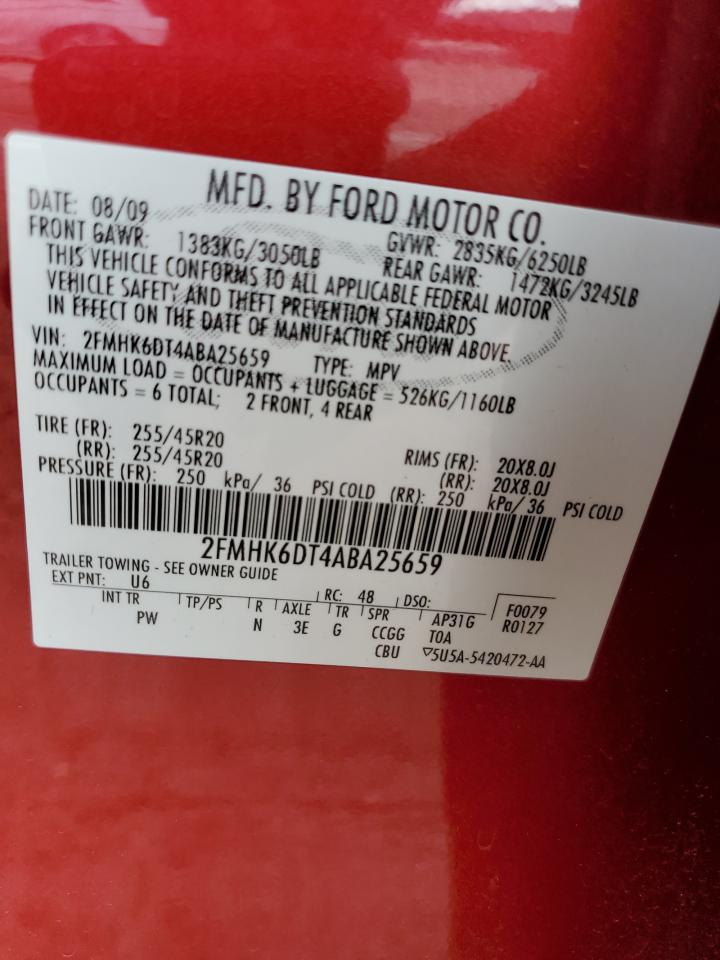 MFD. BY FORD MOTOR CO.
DATE: 08/09 GVWR: 2835KG/6250LB
FRONT GAWR: 1383KG/3050LB REAR GAWR: 1472KG/3245LB
THIS VEHICLE CONFORMS TO ALL APPLICABLE FEDERAL MOTOR
VEHICLE SAFETY AND THEFT PREVENTION STANDARDS
IN EFFECT ON THE DATE OF MANUFACTURE SHOWN ABOVE.
VIN: 2FMHK6DT4ABA25659 TYPE: MPV
MAXIMUM LOAD = OCCUPANTS + LUGGAGE = 526KG/1160LB
OCCUPANTS = 6 TOTAL; 2 FRONT, 4 REAR
TIRE (FR): 255/45R20 RIMS (FR): 20X8.0J
(RR): 255/45R20 (RR): 20X8.0J
PRESSURE (FR): 250 kPa/ 36 PSI COLD (RR): 250 kPa/36 PSI COLD
2FMHK6DT4ABA25659
TRAILER TOWING - SEE OWNER GUIDE
EXT PNT: U6 RC: 48 DSO: F0079
INT TR TP/PS R AXLE TR SPR AP31G R0127
PW N 3E G CCGG TOA
CBU ▽5U5A-5420472-AA